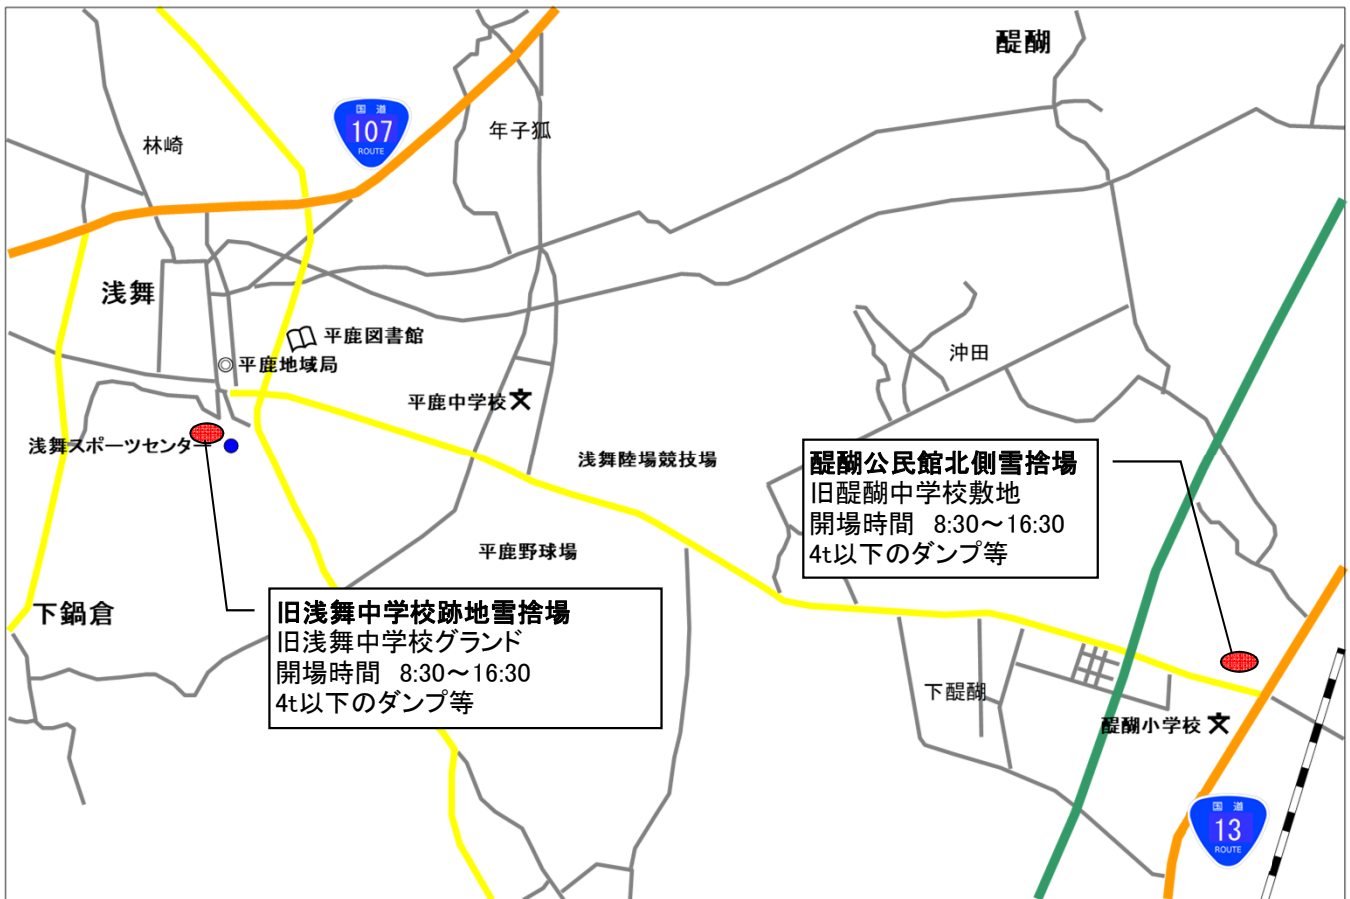 醍醐
国道
107
ROUTE
年子狐
林崎
浅舞
平鹿図書館
平鹿地域局
沖田
平鹿中学校
浅舞スポーツセンター
浅舞陸場競技場
醍醐公民館北側雪捨場
旧醍醐中学校敷地
開場時間 8:30～16:30
4t以下のダンプ等
平鹿野球場
下鍋倉
旧浅舞中学校跡地雪捨場
旧浅舞中学校グランド
開場時間 8:30～16:30
4t以下のダンプ等
下醍醐
醍醐小学校
国道
13
ROUTE